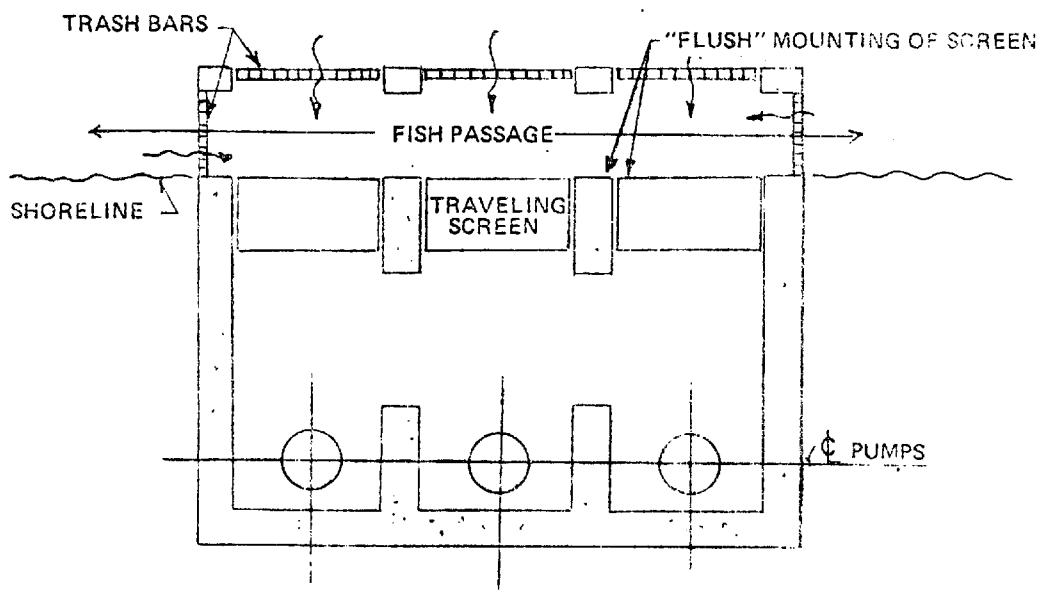 TRASH BARS
"FLUSH" MOUNTING OF SCREEN
FISH PASSAGE
SHORELINE
TRAVELING
SCREEN
℄ PUMPS